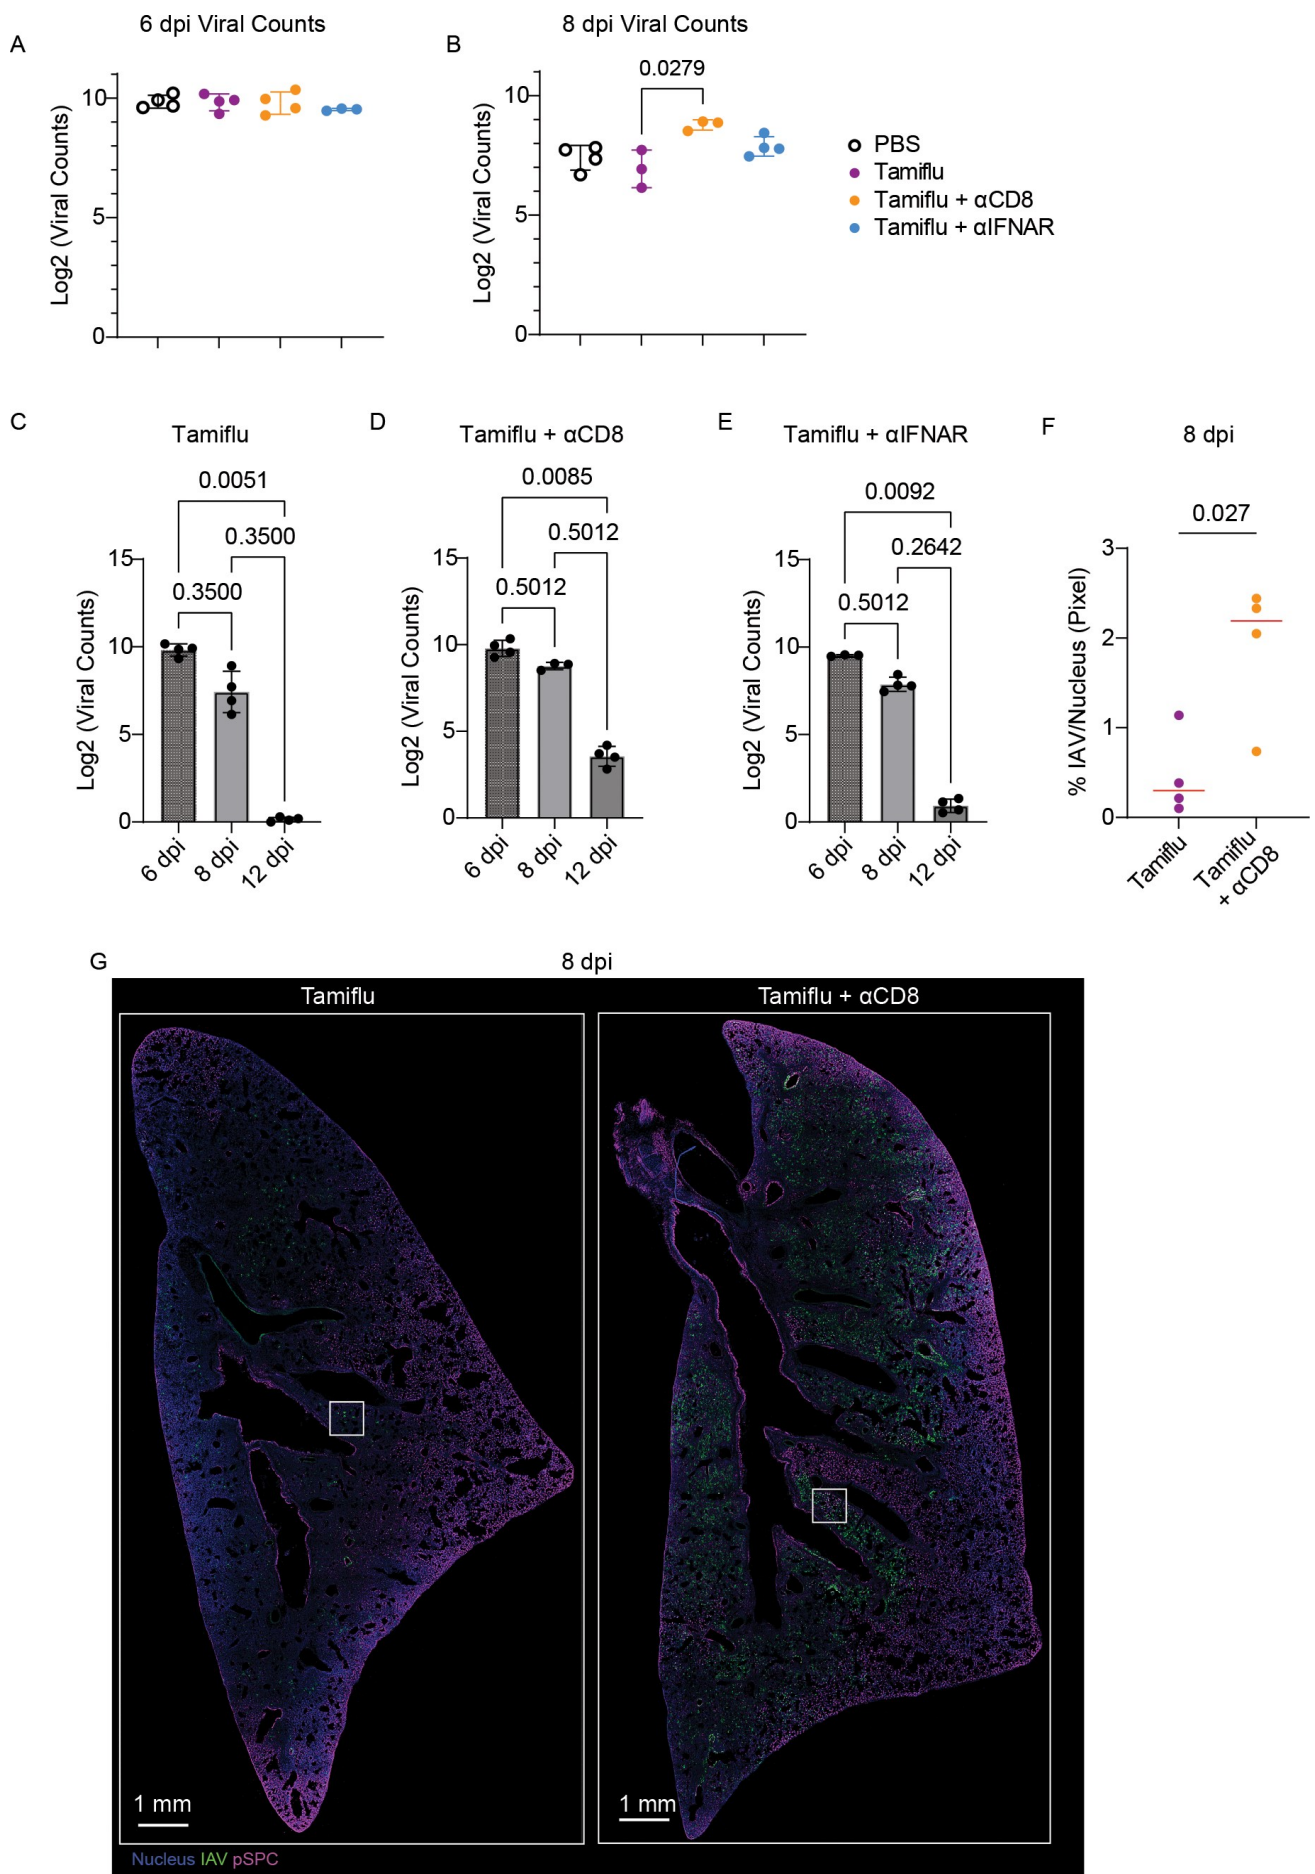 A
6 dpi Viral Counts
Log2 (Viral Counts)
10
5
0
B
8 dpi Viral Counts
0.0279
Log2 (Viral Counts)
10
5
0
PBS
Tamiflu
Tamiflu + αCD8
Tamiflu + αIFNAR
C
Tamiflu
0.0051
0.3500
0.3500
Log2 (Viral Counts)
15
10
5
0
6 dpi
8 dpi
12 dpi
D
Tamiflu + αCD8
0.0085
0.5012
0.5012
Log2 (Viral Counts)
15
10
5
0
6 dpi
8 dpi
12 dpi
E
Tamiflu + αIFNAR
0.0092
0.2642
0.5012
Log2 (Viral Counts)
15
10
5
0
6 dpi
8 dpi
12 dpi
F
8 dpi
0.027
% IAV/Nucleus (Pixel)
3
2
1
0
Tamiflu
Tamiflu
+ αCD8
G
8 dpi
Tamiflu
Tamiflu + αCD8
1 mm
1 mm
Nucleus IAV pSPC